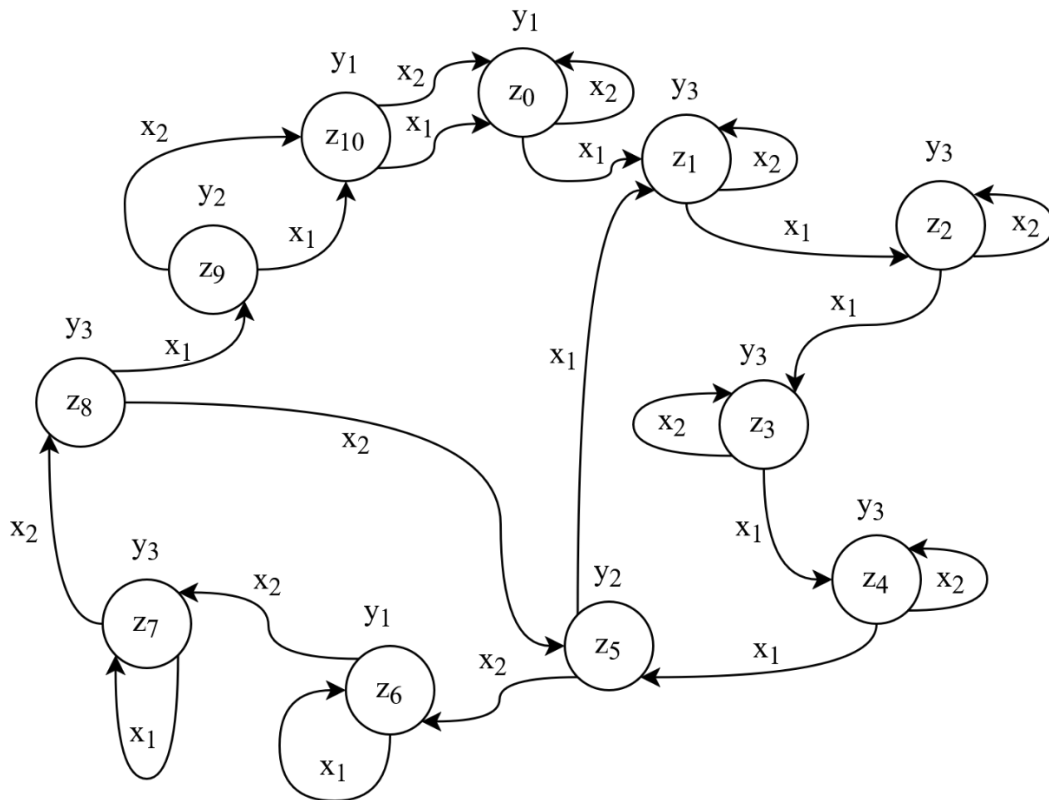 y₁
y₁
x₂
x₂
z₀
y₃
x₂
z₁₀
x₁
x₁
z₁
x₂
y₃
y₂
x₁
x₁
z₂
x₂
z₉
y₃
x₁
x₁
y₃
x₁
z₈
x₂
x₂
z₃
y₃
x₂
x₁
z₄
x₂
y₃
x₂
y₁
y₂
z₇
x₂
z₅
x₁
z₆
x₁
x₁